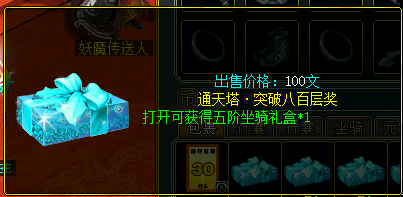 妖魔传送人
出售价格：100文
通天塔·突破八百层奖
打开可获得五阶坐骑礼盒*1
包裹
坐骑
30